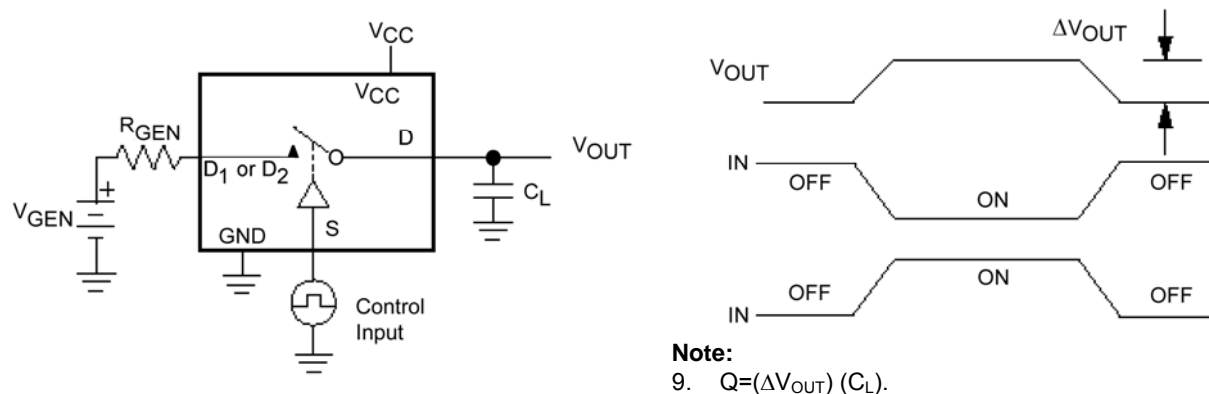 VCC
VCC
RGEN
D
VOUT
D1 or D2
+
CL
VGEN
S
GND
Control
Input
ΔVOUT
VOUT
IN
OFF
ON
OFF
IN
OFF
ON
OFF
Note:
9. Q=(ΔVOUT) (CL).